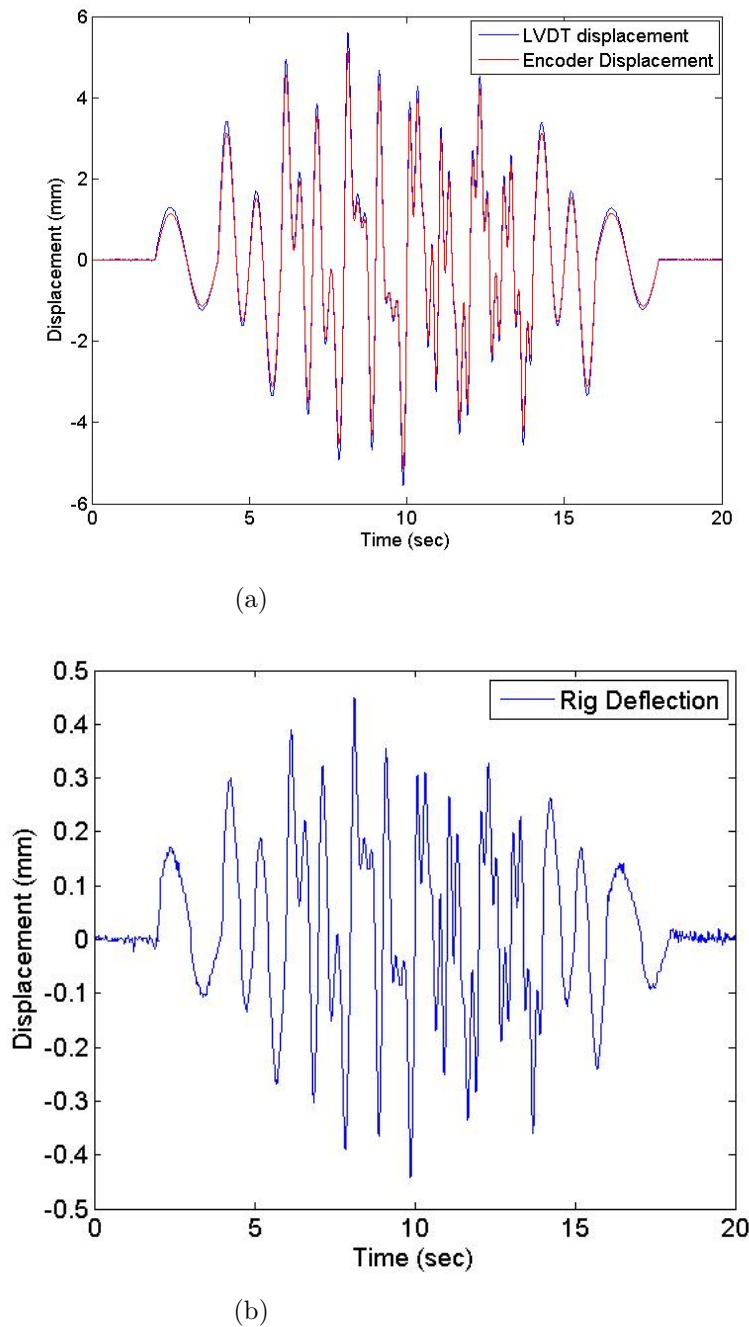 6
4
2
0
-2
-4
-6
Displacement (mm)
LVDT displacement
Encoder Displacement
0 5 10 15 20
Time (sec)
(a)
0.5
0.4
0.3
0.2
0.1
0
-0.1
-0.2
-0.3
-0.4
-0.5
Displacement (mm)
Rig Deflection
0 5 10 15 20
Time (sec)
(b)